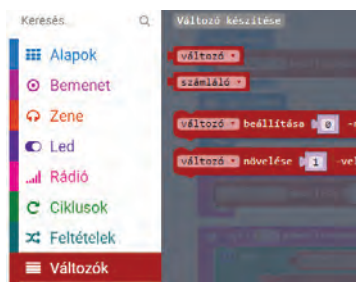 Keresés...
Változó készítése
Alapok
Bemenet
Zene
Led
Rádió
Ciklusok
Feltételek
Változók
változó
számláló
változó beállítása 0
változó növelése 1 -vel